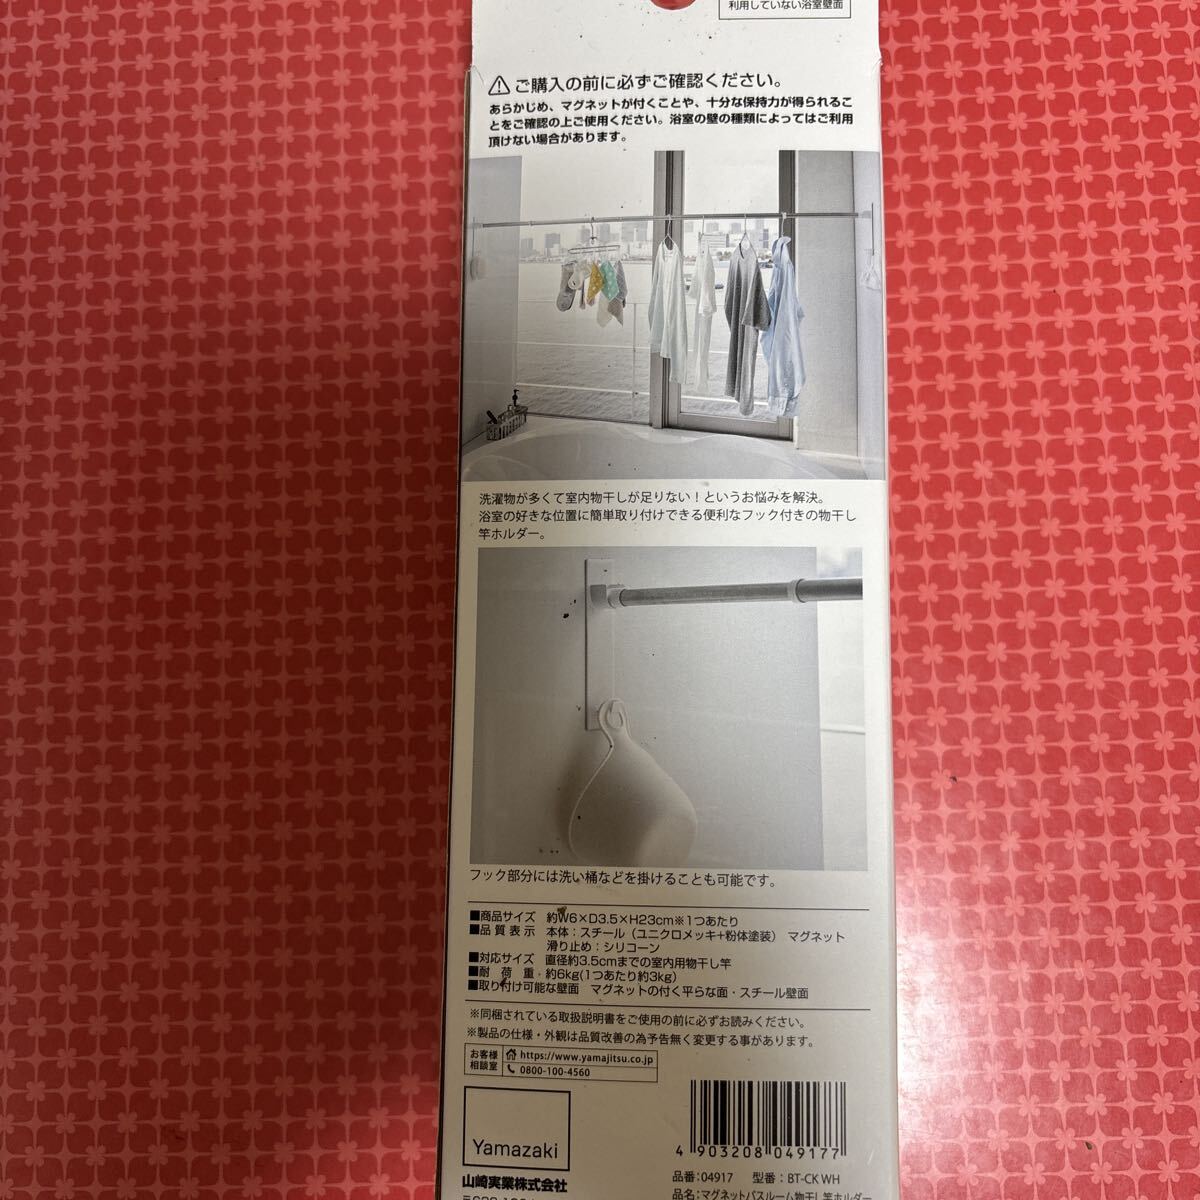 利用していない浴室壁面
ご購入の前に必ずご確認ください。
あらかじめ、マグネットが付くことや、十分な保持力が得られるこ
とをご確認の上ご使用ください。浴室の壁の種類によってはご利用
頂けない場合があります。
洗濯物が多くて室内物干しが足りない！というお悩みを解決。
浴室の好きな位置に簡単取り付けできる便利なフック付きの物干し
竿ホルダー。
フック部分には洗い桶などを掛けることも可能です。
■商品サイズ 約W6×D3.5×H23cm※1つあたり
■品質表示 本体：スチール（ユニクロメッキ+粉体塗装） マグネット
滑り止め：シリコーン
■対応サイズ 直径約3.5cmまでの室内用物干し竿
■耐荷重 約6kg(1つあたり約3kg)
■取り付け可能な壁面 マグネットの付く平らな面・スチール壁面
※同梱されている取扱説明書をご使用の前に必ずお読みください。
※製品の仕様・外観は品質改善の為予告無く変更する事があります。
お客様
相談室
https://www.yamajitsu.co.jp
0800-100-4560
Yamazaki
山崎実業株式会社
4 903208 049177
品番：04917 型番：BT-CK WH
品名：マグネットバスルーム物干し竿ホルダー